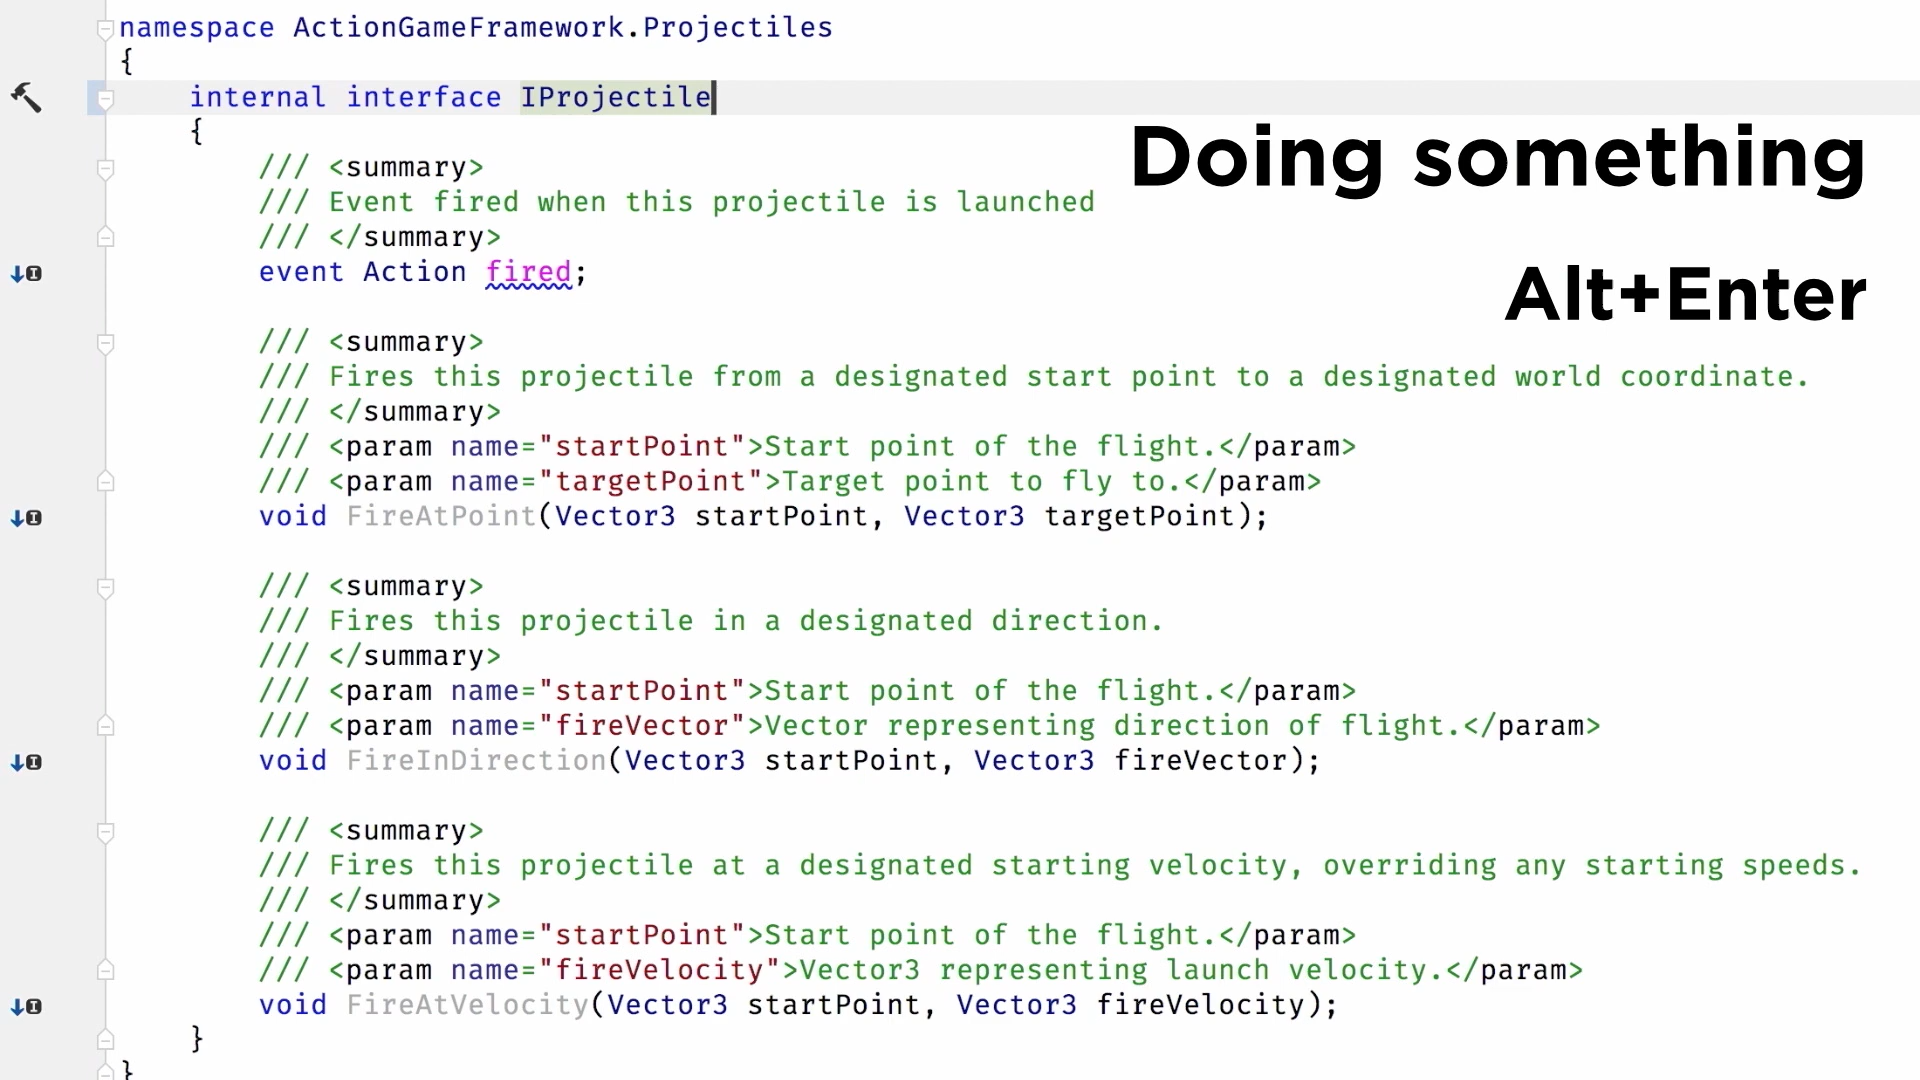 namespace ActionGameFramework.Projectiles
{
internal interface IProjectile
{
Doing something
/// <summary>
/// Event fired when this projectile is launched
/// </summary>
event Action fired;
Alt+Enter
/// <summary>
/// Fires this projectile from a designated start point to a designated world coordinate.
/// </summary>
/// <param name="startPoint">Start point of the flight.</param>
/// <param name="targetPoint">Target point to fly to.</param>
void FireAtPoint(Vector3 startPoint, Vector3 targetPoint);
/// <summary>
/// Fires this projectile in a designated direction.
/// </summary>
/// <param name="startPoint">Start point of the flight.</param>
/// <param name="fireVector">Vector representing direction of flight.</param>
void FireInDirection(Vector3 startPoint, Vector3 fireVector);
/// <summary>
/// Fires this projectile at a designated starting velocity, overriding any starting speeds.
/// </summary>
/// <param name="startPoint">Start point of the flight.</param>
/// <param name="fireVelocity">Vector3 representing launch velocity.</param>
void FireAtVelocity(Vector3 startPoint, Vector3 fireVelocity);
}
}